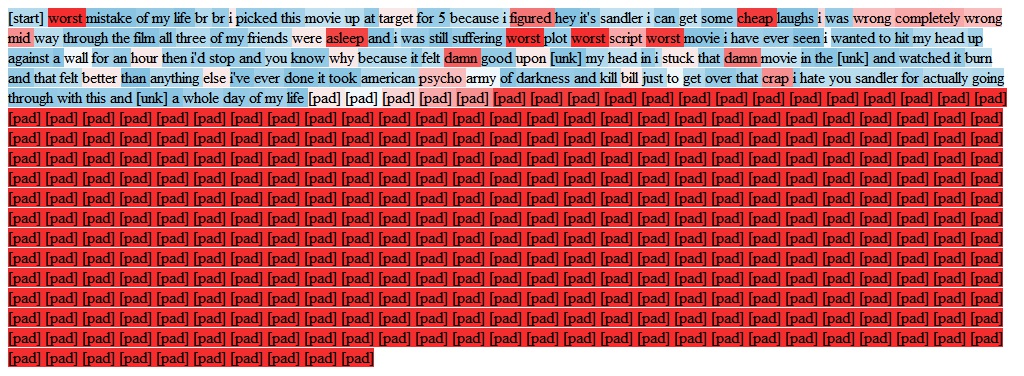 [start] worst mistake of my life br br i picked this movie up at target for 5 because i figured hey it's sandler i can get some cheap laughs i was wrong completely wrong
mid way through the film all three of my friends were asleep and i was still suffering worst plot worst script worst movie i have ever seen i wanted to hit my head up
against a wall for an hour then i'd stop and you know why because it felt damn good upon [unk] my head in i stuck that damn movie in the [unk] and watched it burn
and that felt better than anything else i've ever done it took american psycho army of darkness and kill bill just to get over that crap i hate you sandler for actually going
through with this and [unk] a whole day of my life [pad] [pad] [pad] [pad] [pad] [pad] [pad] [pad] [pad] [pad] [pad] [pad] [pad] [pad] [pad] [pad] [pad] [pad] [pad]
[pad] [pad] [pad] [pad] [pad] [pad] [pad] [pad] [pad] [pad] [pad] [pad] [pad] [pad] [pad] [pad] [pad] [pad] [pad] [pad] [pad] [pad] [pad] [pad] [pad] [pad] [pad]
[pad] [pad] [pad] [pad] [pad] [pad] [pad] [pad] [pad] [pad] [pad] [pad] [pad] [pad] [pad] [pad] [pad] [pad] [pad] [pad] [pad] [pad] [pad] [pad] [pad] [pad] [pad]
[pad] [pad] [pad] [pad] [pad] [pad] [pad] [pad] [pad] [pad] [pad] [pad] [pad] [pad] [pad] [pad] [pad] [pad] [pad] [pad] [pad] [pad] [pad] [pad] [pad] [pad] [pad]
[pad] [pad] [pad] [pad] [pad] [pad] [pad] [pad] [pad] [pad] [pad] [pad] [pad] [pad] [pad] [pad] [pad] [pad] [pad] [pad] [pad] [pad] [pad] [pad] [pad] [pad] [pad]
[pad] [pad] [pad] [pad] [pad] [pad] [pad] [pad] [pad] [pad] [pad] [pad] [pad] [pad] [pad] [pad] [pad] [pad] [pad] [pad] [pad] [pad] [pad] [pad] [pad] [pad] [pad]
[pad] [pad] [pad] [pad] [pad] [pad] [pad] [pad] [pad] [pad] [pad] [pad] [pad] [pad] [pad] [pad] [pad] [pad] [pad] [pad] [pad] [pad] [pad] [pad] [pad] [pad] [pad]
[pad] [pad] [pad] [pad] [pad] [pad] [pad] [pad] [pad] [pad] [pad] [pad] [pad] [pad] [pad] [pad] [pad] [pad] [pad] [pad] [pad] [pad] [pad] [pad] [pad] [pad] [pad]
[pad] [pad] [pad] [pad] [pad] [pad] [pad] [pad] [pad] [pad] [pad] [pad] [pad] [pad] [pad] [pad] [pad] [pad] [pad] [pad] [pad] [pad] [pad] [pad] [pad] [pad] [pad]
[pad] [pad] [pad] [pad] [pad] [pad] [pad] [pad] [pad] [pad] [pad] [pad] [pad] [pad] [pad] [pad] [pad] [pad] [pad] [pad] [pad] [pad] [pad] [pad] [pad] [pad] [pad]
[pad] [pad] [pad] [pad] [pad] [pad] [pad] [pad] [pad] [pad] [pad] [pad] [pad] [pad] [pad] [pad] [pad] [pad] [pad] [pad] [pad] [pad] [pad] [pad] [pad] [pad] [pad]
[pad] [pad] [pad] [pad] [pad] [pad] [pad] [pad] [pad] [pad] [pad] [pad] [pad] [pad] [pad] [pad] [pad] [pad] [pad] [pad] [pad] [pad] [pad] [pad] [pad] [pad] [pad]
[pad] [pad] [pad] [pad] [pad] [pad] [pad] [pad] [pad] [pad] [pad] [pad] [pad] [pad] [pad] [pad] [pad] [pad] [pad] [pad] [pad] [pad] [pad] [pad] [pad] [pad] [pad]
[pad] [pad] [pad] [pad] [pad] [pad] [pad] [pad] [pad] [pad]